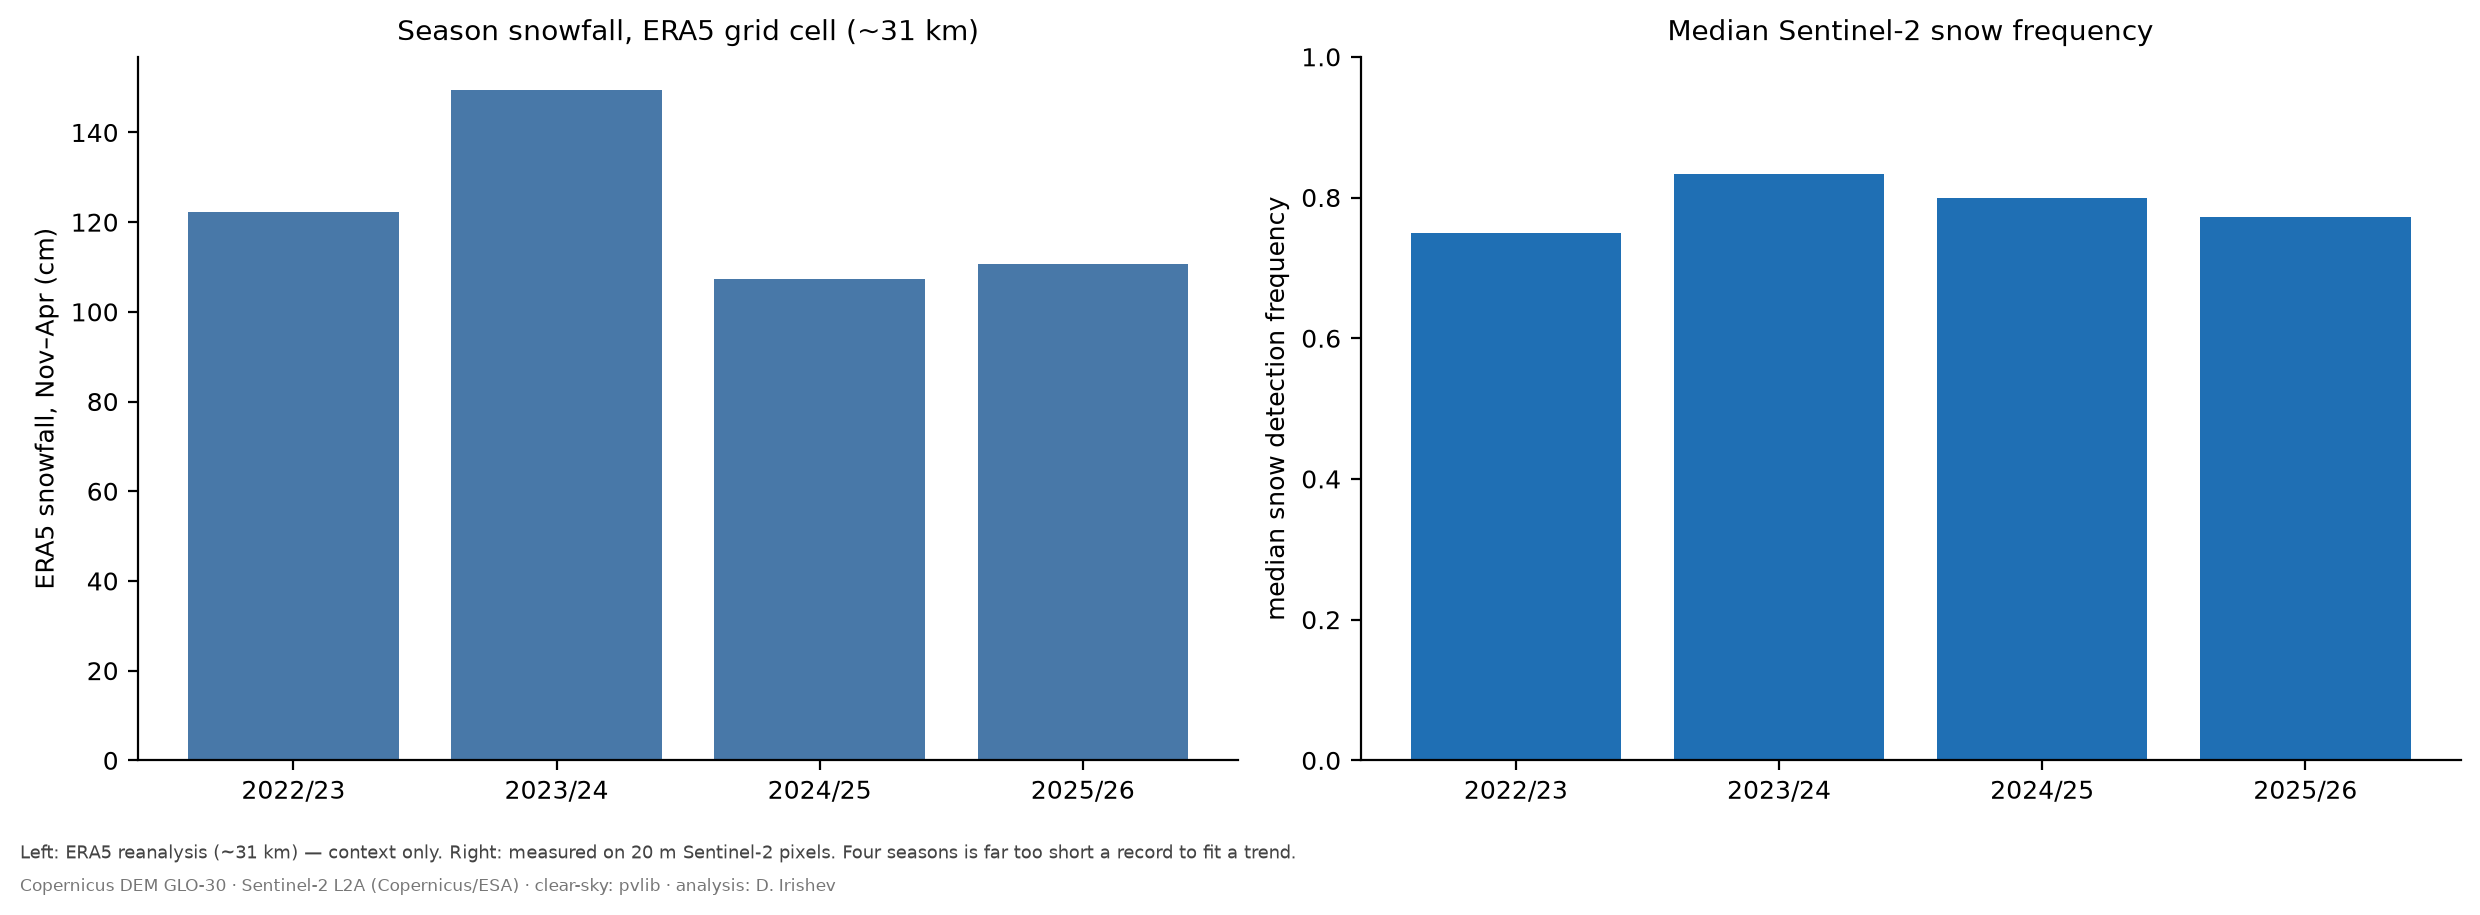 Season snowfall, ERA5 grid cell (~31 km)
ERA5 snowfall, Nov–Apr (cm)
140
120
100
80
60
40
20
0
2022/23 2023/24 2024/25 2025/26
Median Sentinel-2 snow frequency
median snow detection frequency
1.0
0.8
0.6
0.4
0.2
0.0
2022/23 2023/24 2024/25 2025/26
Left: ERA5 reanalysis (~31 km) — context only. Right: measured on 20 m Sentinel-2 pixels. Four seasons is far too short a record to fit a trend.
Copernicus DEM GLO-30 · Sentinel-2 L2A (Copernicus/ESA) · clear-sky: pvlib · analysis: D. Irishev